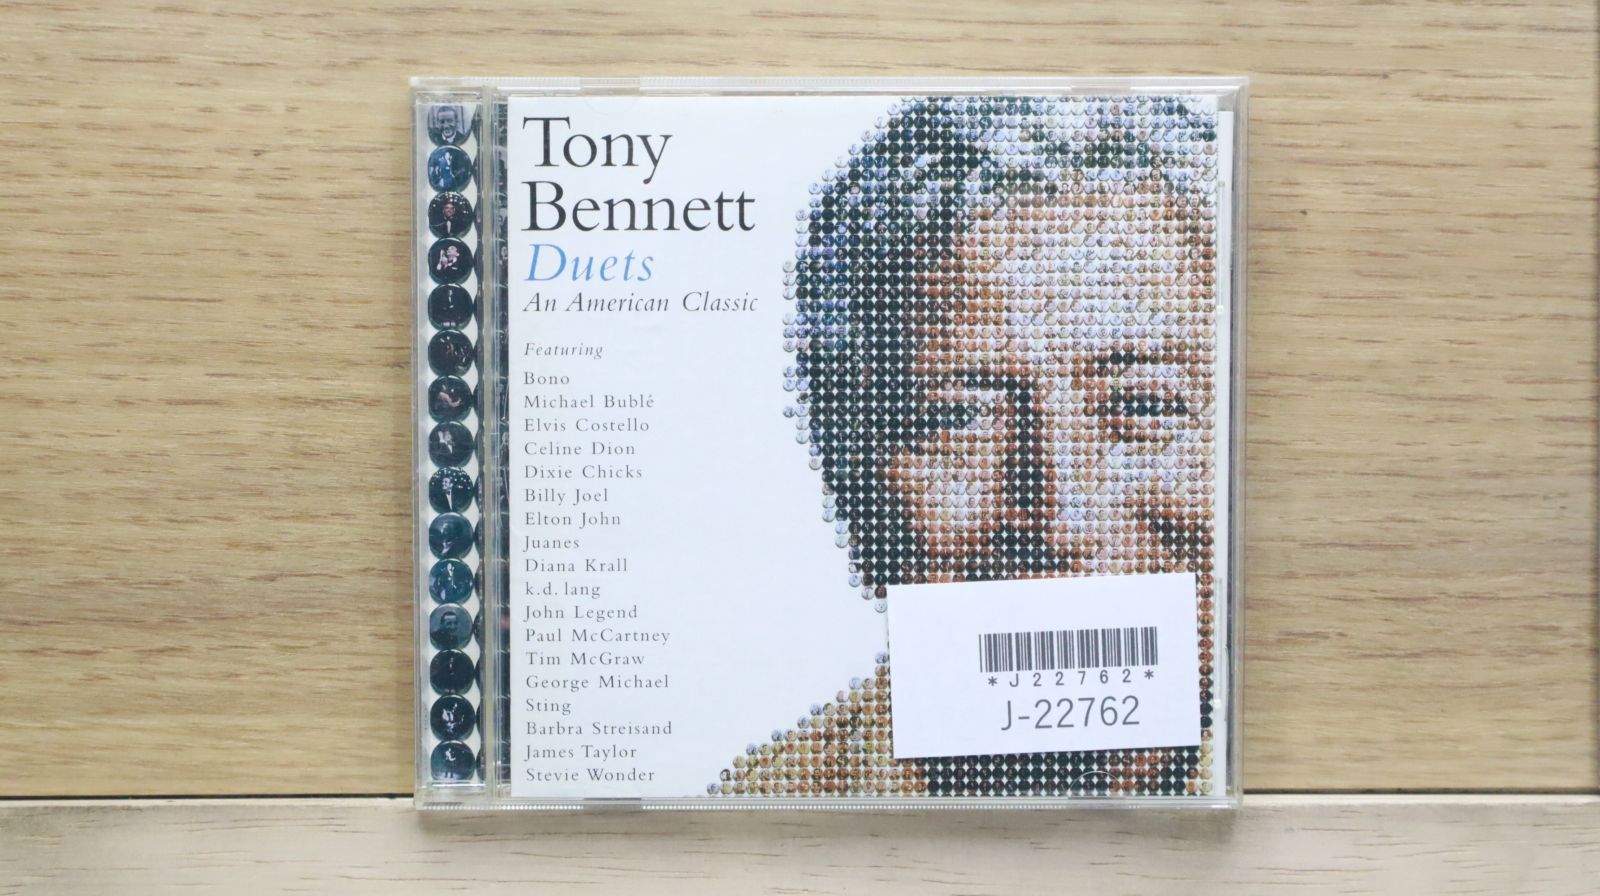 Tony
Bennett
Duets
An American Classic
Featuring
Bono
Michael Bublé
Elvis Costello
Celine Dion
Dixie Chicks
Billy Joel
Elton John
Juanes
Diana Krall
k.d. lang
John Legend
Paul McCartney
Tim McGraw
George Michael
Sting
Barbra Streisand
James Taylor
Stevie Wonder
*J22762*
J-22762